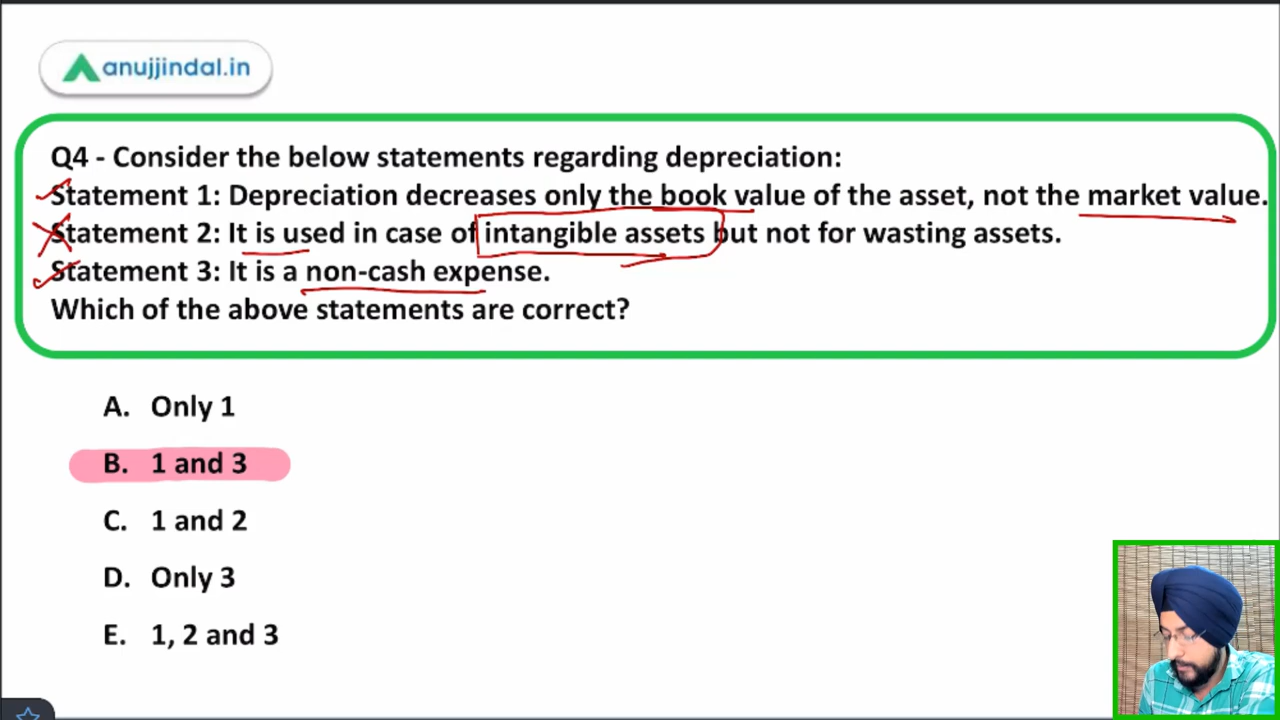 anujjindal.in
Q4 - Consider the below statements regarding depreciation:
Statement 1: Depreciation decreases only the book value of the asset, not the market value.
Statement 2: It is used in case of intangible assets but not for wasting assets.
Statement 3: It is a non-cash expense.
Which of the above statements are correct?
A. Only 1
B. 1 and 3
C. 1 and 2
D. Only 3
E. 1, 2 and 3